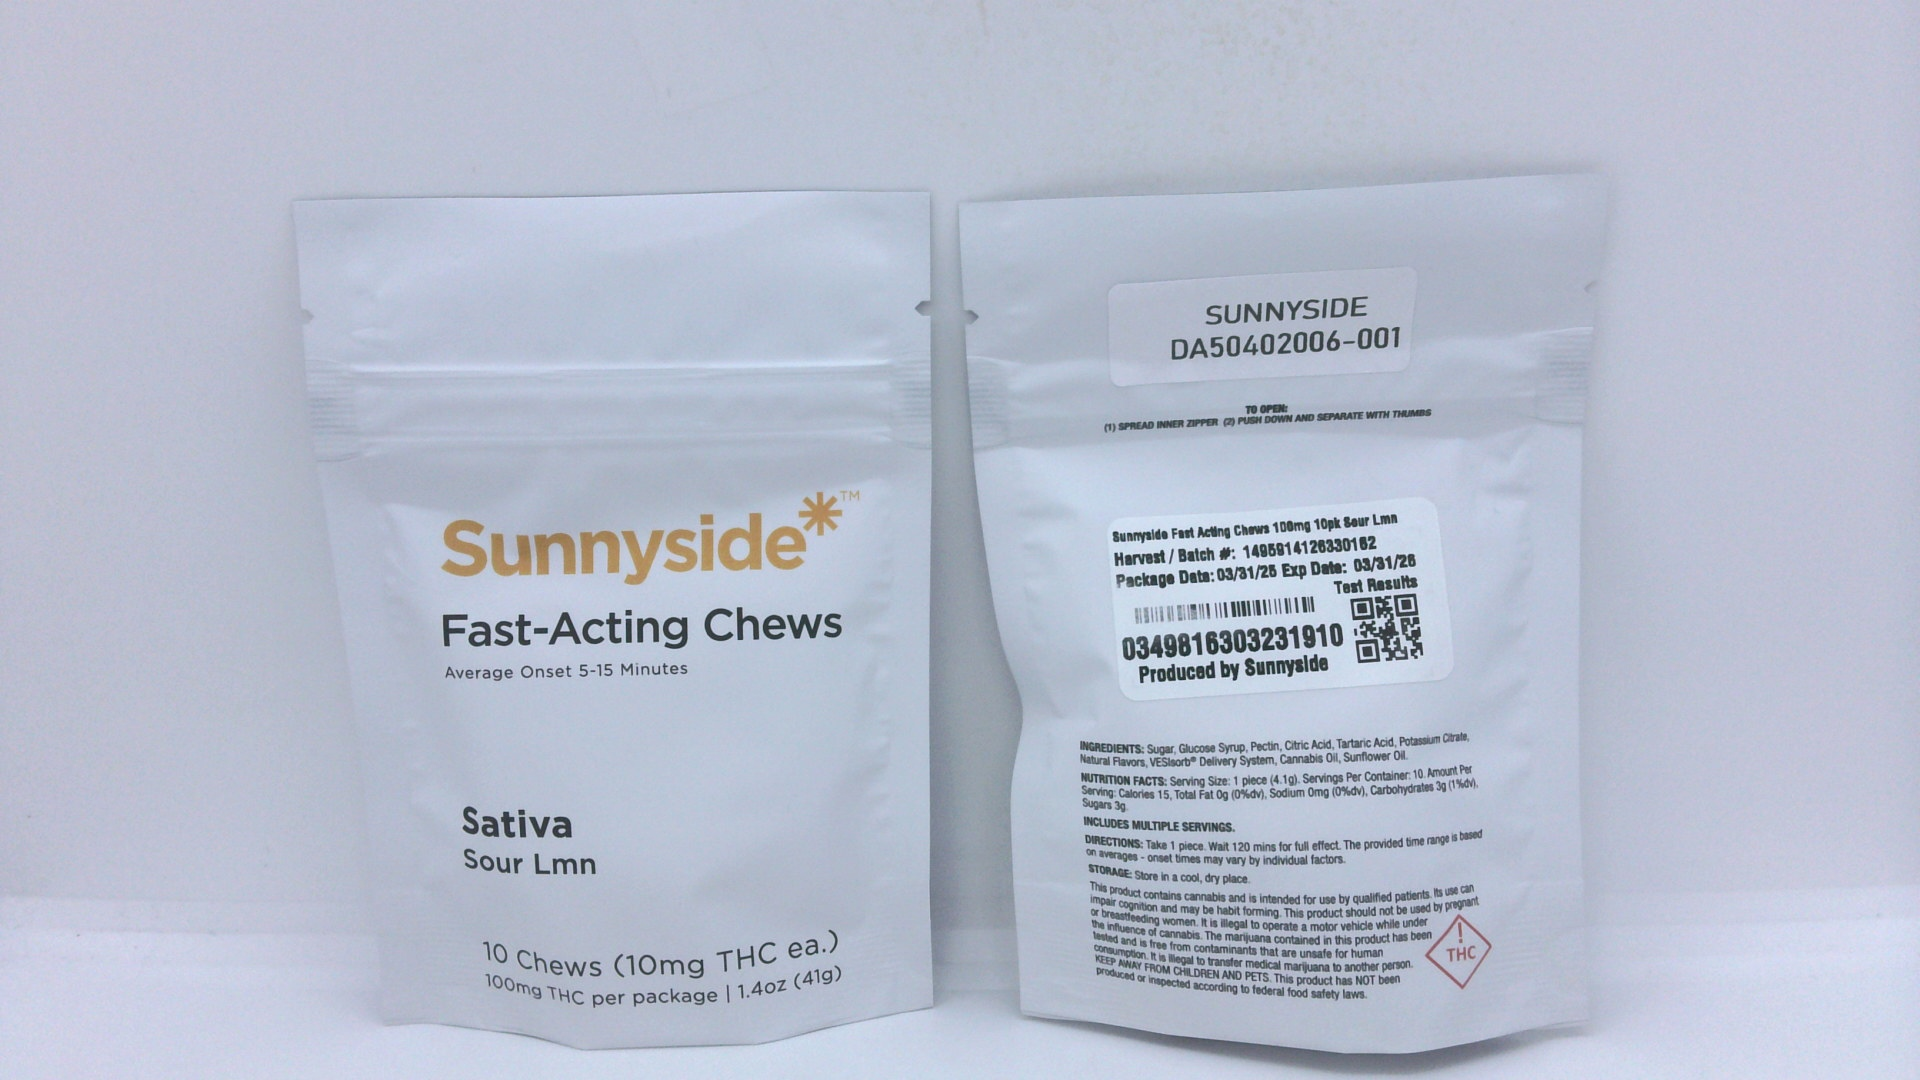 Sunnyside*™
Fast-Acting Chews
Average Onset 5-15 Minutes
Sativa
Sour Lmn
10 Chews (10mg THC ea.)
100mg THC per package | 1.4oz (41g)
SUNNYSIDE
DA50402006-001
TO OPEN:
(1) SPREAD INNER ZIPPER (2) PUSH DOWN AND SEPARATE WITH THUMBS
Sunnyside Fast Acting Chews 100mg 10pk Sour Lmn
Harvest / Batch #: 1495914126330162
Package Date: 03/31/25 Exp Date: 03/31/26
Test Results
0349816303231910
Produced by Sunnyside
INGREDIENTS: Sugar, Glucose Syrup, Pectin, Citric Acid, Tartaric Acid, Potassium Citrate,
Natural Flavors, VESIsorb® Delivery System, Cannabis Oil, Sunflower Oil.
NUTRITION FACTS: Serving Size: 1 piece (4.1g). Servings Per Container: 10. Amount Per
Serving: Calories 15, Total Fat 0g (0%dv), Sodium 0mg (0%dv), Carbohydrates 3g (1%dv),
Sugars 3g.
INCLUDES MULTIPLE SERVINGS.
DIRECTIONS: Take 1 piece. Wait 120 mins for full effect. The provided time range is based
on averages - onset times may vary by individual factors.
STORAGE: Store in a cool, dry place.
This product contains cannabis and is intended for use by qualified patients. Its use can
impair cognition and may be habit forming. This product should not be used by pregnant
or breastfeeding women. It is illegal to operate a motor vehicle while under
the influence of cannabis. The marijuana contained in this product has been
tested and is free from contaminants that are unsafe for human
consumption. It is illegal to transfer medical marijuana to another person.
KEEP AWAY FROM CHILDREN AND PETS. This product has NOT been
produced or inspected according to federal food safety laws.
!
THC